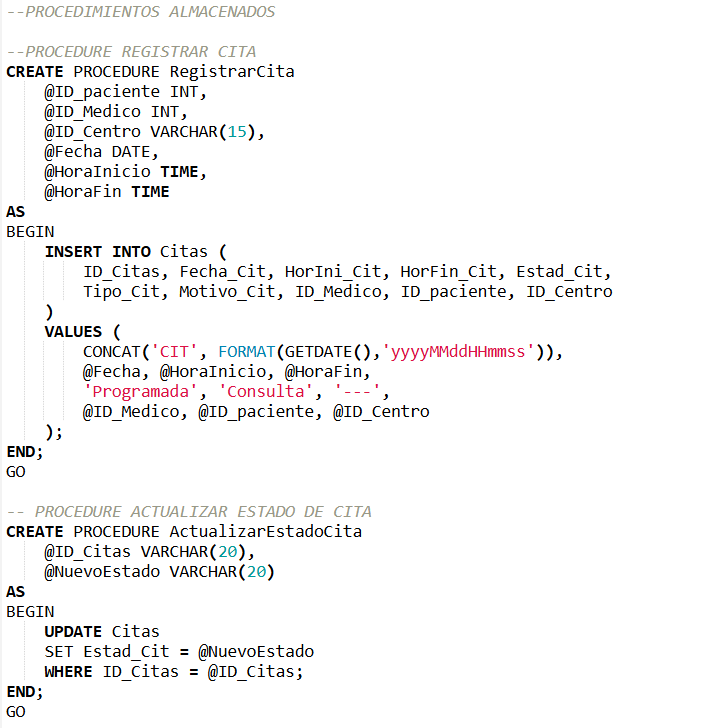 --PROCEDIMIENTOS ALMACENADOS

--PROCEDURE REGISTRAR CITA
CREATE PROCEDURE RegistrarCita
    @ID_paciente INT,
    @ID_Medico INT,
    @ID_Centro VARCHAR(15),
    @Fecha DATE,
    @HoraInicio TIME,
    @HoraFin TIME
AS
BEGIN
    INSERT INTO Citas (
        ID_Citas, Fecha_Cit, HorIni_Cit, HorFin_Cit, Estad_Cit,
        Tipo_Cit, Motivo_Cit, ID_Medico, ID_paciente, ID_Centro
    )
    VALUES (
        CONCAT('CIT', FORMAT(GETDATE(),'yyyyMMddHHmmss')),
        @Fecha, @HoraInicio, @HoraFin,
        'Programada', 'Consulta', '---',
        @ID_Medico, @ID_paciente, @ID_Centro
    );
END;
GO

-- PROCEDURE ACTUALIZAR ESTADO DE CITA
CREATE PROCEDURE ActualizarEstadoCita
    @ID_Citas VARCHAR(20),
    @NuevoEstado VARCHAR(20)
AS
BEGIN
    UPDATE Citas
    SET Estad_Cit = @NuevoEstado
    WHERE ID_Citas = @ID_Citas;
END;
GO